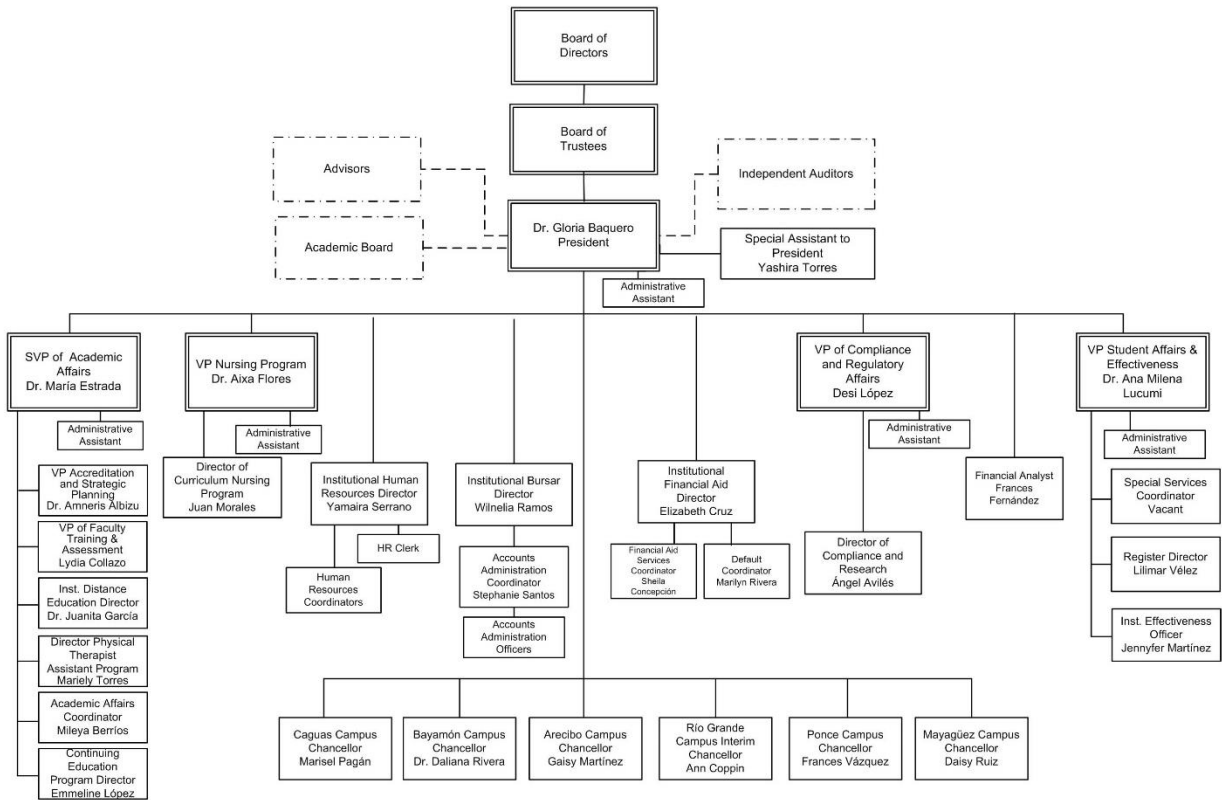 Board of
Directors
Board of
Trustees
Advisors
Independent Auditors
Academic Board
Dr. Gloria Baquero
President
Special Assistant to
President
Yashira Torres
Administrative
Assistant
SVP of Academic
Affairs
Dr. María Estrada
Administrative
Assistant
VP Accreditation
and Strategic
Planning
Dr. Amneris Albizu
VP of Faculty
Training &
Assessment
Lydia Collazo
Inst. Distance
Education Director
Dr. Juanita García
Director Physical
Therapist
Assistant Program
Mariely Torres
Academic Affairs
Coordinator
Mileya Berríos
Continuing
Education
Program Director
Emmeline López
VP Nursing Program
Dr. Aixa Flores
Administrative
Assistant
Director of
Curriculum Nursing
Program
Juan Morales
Institutional Human
Resources Director
Yamaira Serrano
HR Clerk
Human
Resources
Coordinators
Institutional Bursar
Director
Wilnelia Ramos
Accounts
Administration
Coordinator
Stephanie Santos
Accounts
Administration
Officers
Institutional
Financial Aid
Director
Elizabeth Cruz
Financial Aid
Services
Coordinator
Sheila
Concepción
Default
Coordinator
Marilyn Rivera
VP of Compliance
and Regulatory
Affairs
Desi López
Administrative
Assistant
Director of
Compliance and
Research
Ángel Avilés
Financial Analyst
Frances
Fernández
VP Student Affairs &
Effectiveness
Dr. Ana Milena
Lucumi
Administrative
Assistant
Special Services
Coordinator
Vacant
Register Director
Lilimar Vélez
Inst. Effectiveness
Officer
Jennyfer Martínez
Caguas Campus
Chancellor
Marisel Pagán
Bayamón Campus
Chancellor
Dr. Daliana Rivera
Arecibo Campus
Chancellor
Gaisy Martínez
Río Grande
Campus Interim
Chancellor
Ann Coppin
Ponce Campus
Chancellor
Frances Vázquez
Mayagüez Campus
Chancellor
Daisy Ruiz